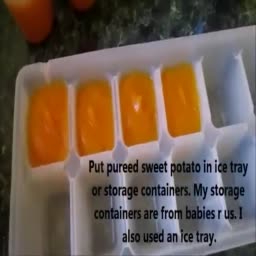 Put pureed sweet potato in ice tray
or storage containers. My storage
containers are from babies r us. I
also used an ice tray.